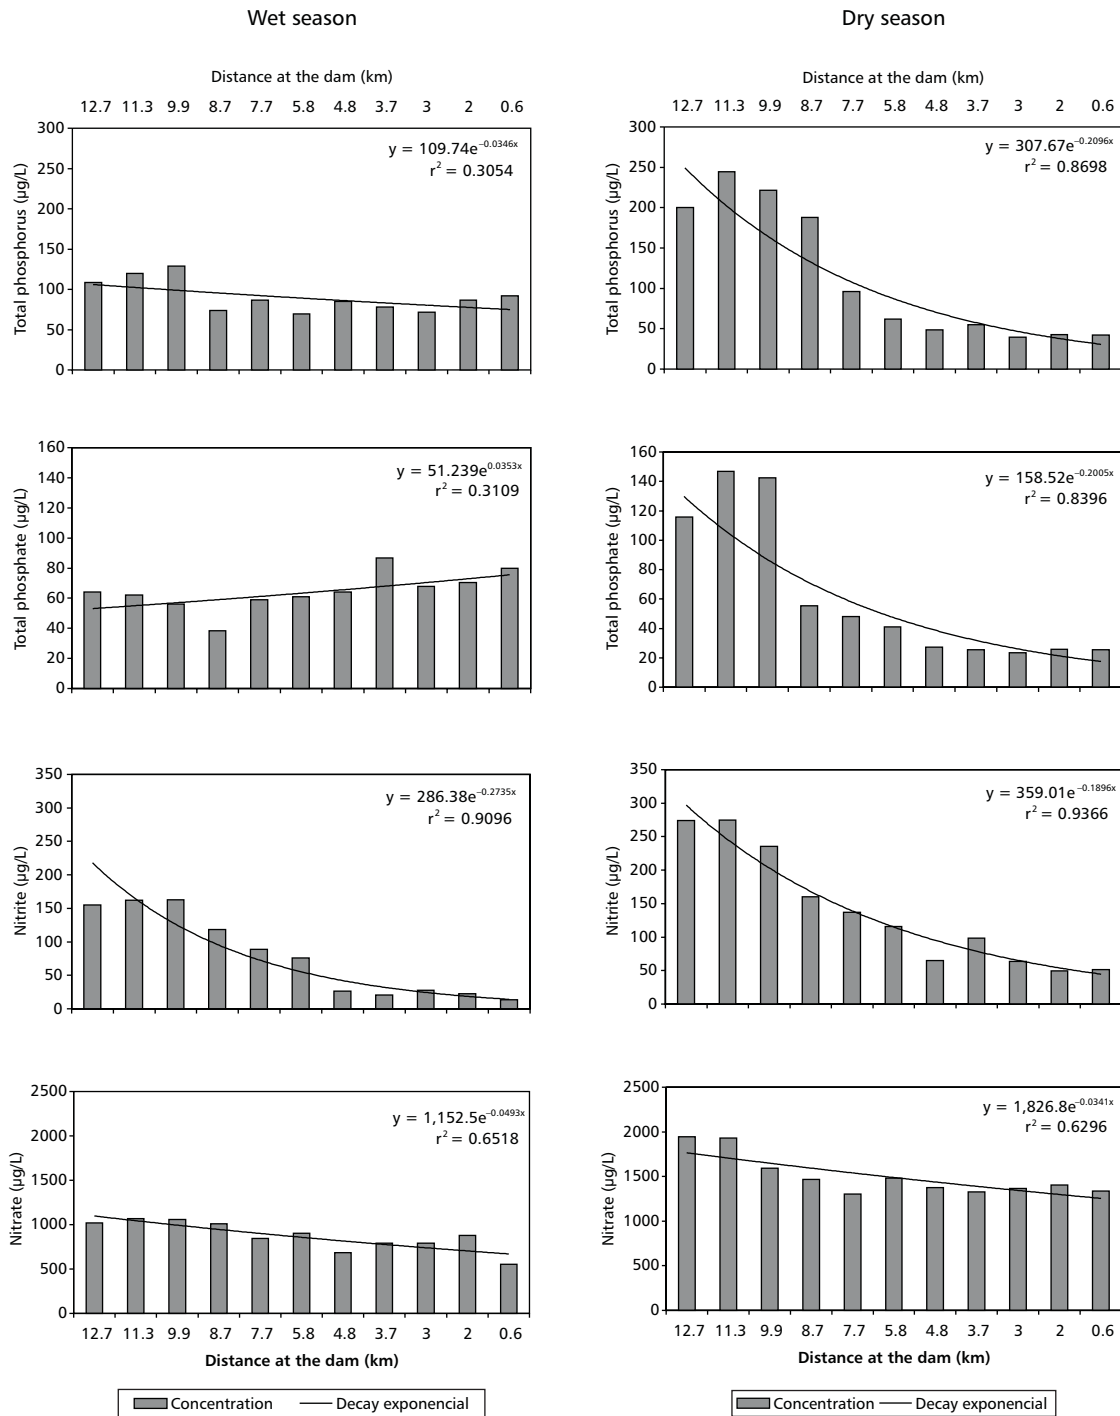 Wet season
Distance at the dam (km)
12.7 11.3 9.9 8.7 7.7 5.8 4.8 3.7 3 2 0.6
Total phosphorus (µg/L)
300
250
200
150
100
50
0
y = 109.74e^–0.0346x
r² = 0.3054
Total phosphate (µg/L)
160
140
120
100
80
60
40
20
0
y = 51.239e^0.0353x
r² = 0.3109
Nitrite (µg/L)
350
300
250
200
150
100
50
0
y = 286.38e^–0.2735x
r² = 0.9096
Nitrate (µg/L)
2500
2000
1500
1000
500
0
y = 1,152.5e^–0.0493x
r² = 0.6518
12.7 11.3 9.9 8.7 7.7 5.8 4.8 3.7 3 2 0.6
Distance at the dam (km)
Concentration Decay exponencial
Dry season
Distance at the dam (km)
12.7 11.3 9.9 8.7 7.7 5.8 4.8 3.7 3 2 0.6
Total phosphorus (µg/L)
300
250
200
150
100
50
0
y = 307.67e^–0.2096x
r² = 0.8698
Total phosphate (µg/L)
160
140
120
100
80
60
40
20
0
y = 158.52e^–0.2005x
r² = 0.8396
Nitrite (µg/L)
350
300
250
200
150
100
50
0
y = 359.01e^–0.1896x
r² = 0.9366
Nitrate (µg/L)
2500
2000
1500
1000
500
0
y = 1,826.8e^–0.0341x
r² = 0.6296
12.7 11.3 9.9 8.7 7.7 5.8 4.8 3.7 3 2 0.6
Distance at the dam (km)
Concentration Decay exponencial